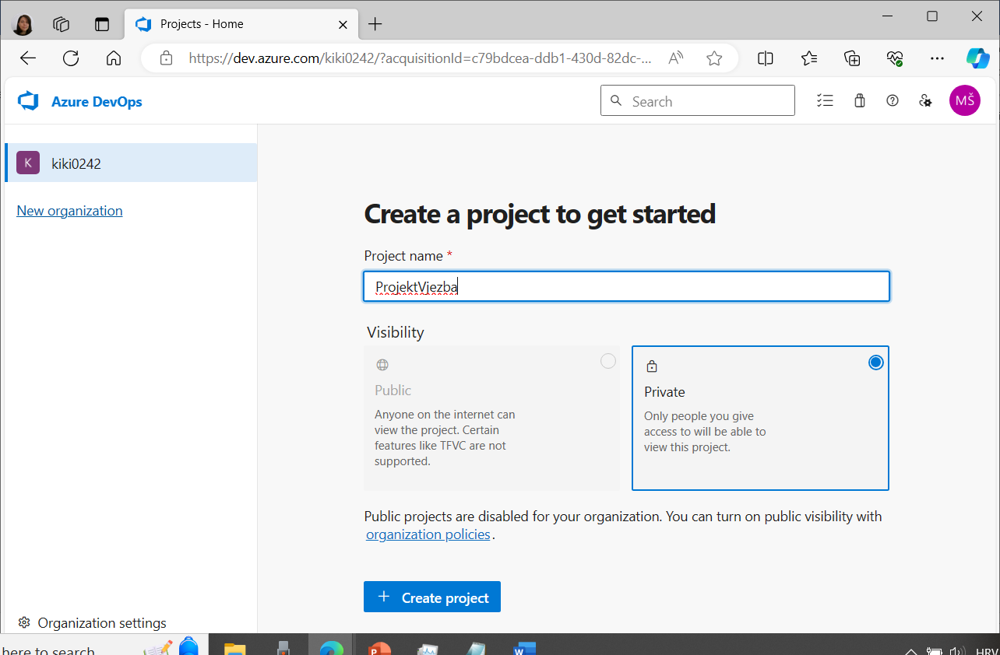 Projects - Home
https://dev.azure.com/kiki0242/?acquisitionId=c79bdcea-ddb1-430d-82dc-...
Azure DevOps
Search
MŠ
K
kiki0242
New organization
Create a project to get started
Project name *
ProjektVjezba
Visibility
Public
Anyone on the internet can
view the project. Certain
features like TFVC are not
supported.
Private
Only people you give
access to will be able to
view this project.
Public projects are disabled for your organization. You can turn on public visibility with
organization policies.
+ Create project
Organization settings
here to search
HRV